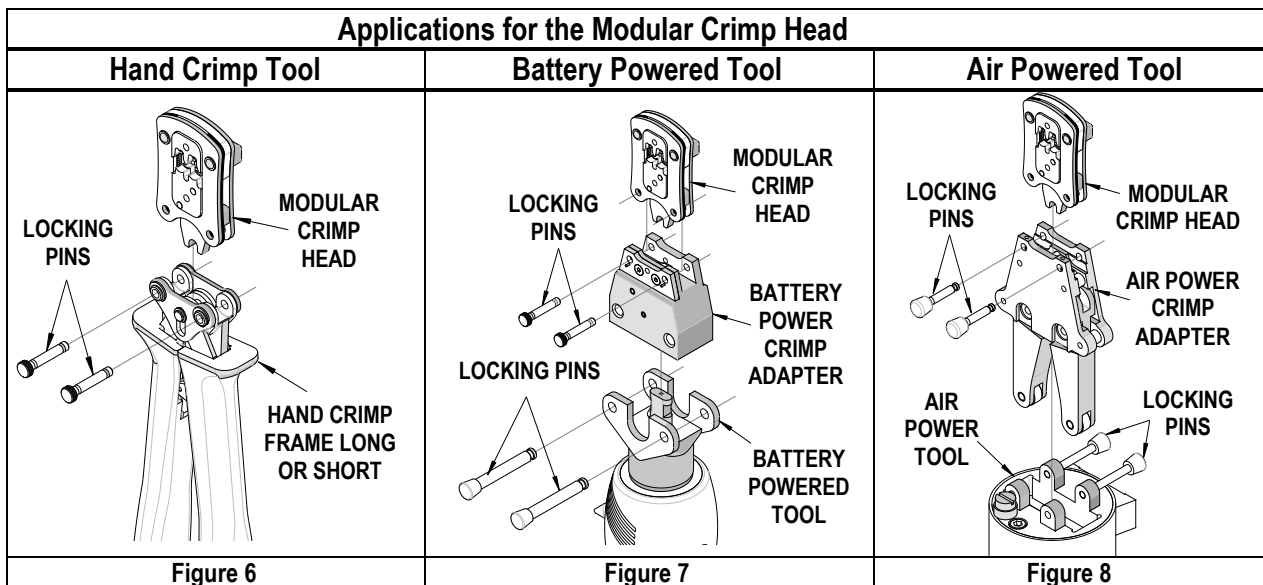 Applications for the Modular Crimp Head
Hand Crimp Tool
Battery Powered Tool
Air Powered Tool
LOCKING
PINS
MODULAR
CRIMP
HEAD
HAND CRIMP
FRAME LONG
OR SHORT
MODULAR
CRIMP
HEAD
LOCKING
PINS
BATTERY
POWER
CRIMP
ADAPTER
LOCKING PINS
BATTERY
POWERED
TOOL
LOCKING
PINS
MODULAR
CRIMP HEAD
AIR POWER
CRIMP
ADAPTER
AIR
POWER
TOOL
LOCKING
PINS
Figure 6
Figure 7
Figure 8